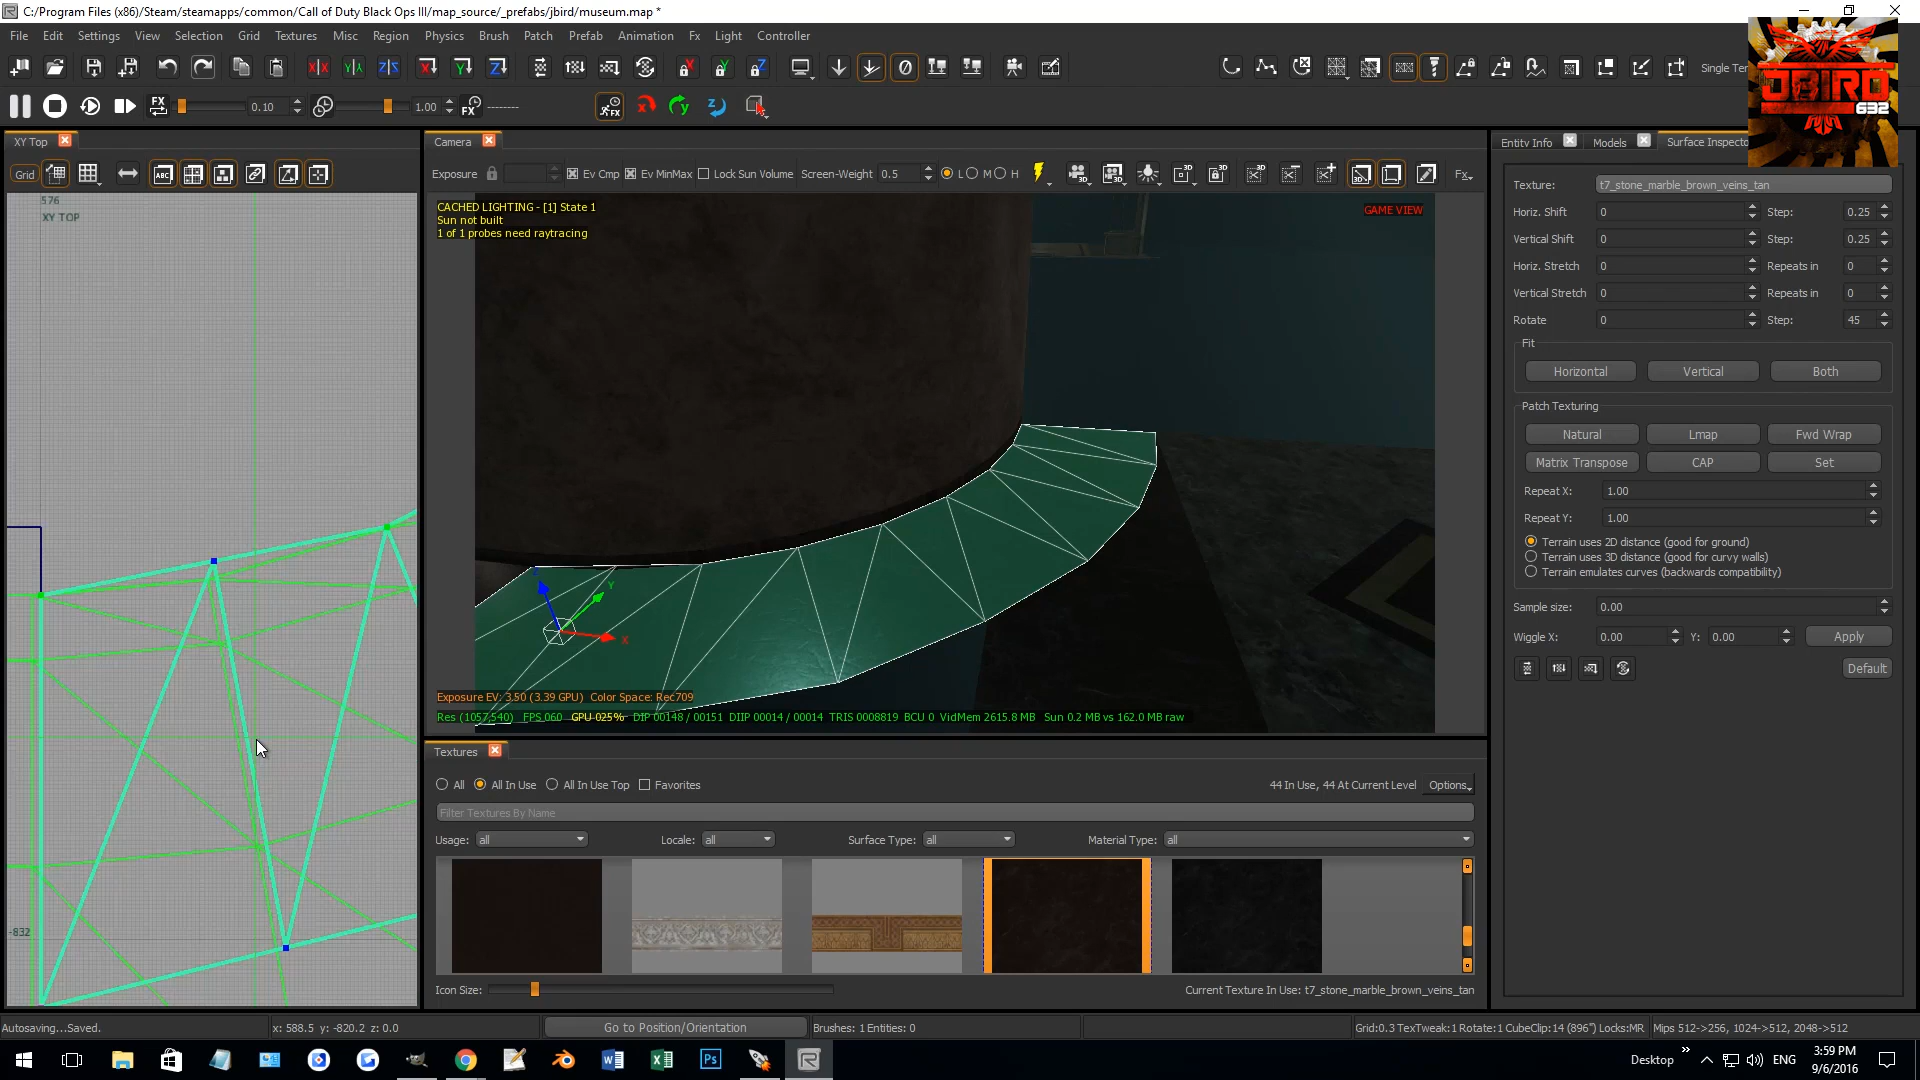 C:/Program Files (x86)/Steam/steamapps/common/Call of Duty Black Ops III/map_source/_prefabs/jbird/museum.map *
File Edit Settings View Selection Grid Textures Misc Region Physics Brush Patch Prefab Animation Fx Light Controller
JBIRD
632
FX 0.10 1.00 FX --------
XY Top
Camera
Entity Info Models Surface Inspecto
Grid ABC
Exposure Ev Cmp Ev MinMax Lock Sun Volume Screen-Weight 0.5 L M H Fx
576
XY TOP
-832
CACHED LIGHTING - [1] State 1
Sun not built
1 of 1 probes need raytracing
GAME VIEW
Y
X
Exposure EV: 3.50 (3.39 GPU) Color Space: Rec709
Res (1057,540) FPS 060 GPU 025% DIP 00148 / 00151 DIIP 00014 / 00014 TRIS 0008819 BCU 0 VidMem 2615.8 MB Sun 0.2 MB vs 162.0 MB raw
Texture: t7_stone_marble_brown_veins_tan
Horiz. Shift 0 Step: 0.25
Vertical Shift 0 Step: 0.25
Horiz. Stretch 0 Repeats in 0
Vertical Stretch 0 Repeats in 0
Rotate 0 Step: 45
Fit
Horizontal Vertical Both
Patch Texturing
Natural Lmap Fwd Wrap
Matrix Transpose CAP Set
Repeat X: 1.00
Repeat Y: 1.00
Terrain uses 2D distance (good for ground)
Terrain uses 3D distance (good for curvy walls)
Terrain emulates curves (backwards compatibility)
Sample size: 0.00
Wiggle X: 0.00 Y: 0.00 Apply
Default
Textures
All All In Use All In Use Top Favorites 44 In Use, 44 At Current Level Options
Filter Textures By Name
Usage: all Locale: all Surface Type: all Material Type: all
Icon Size: Current Texture In Use: t7_stone_marble_brown_veins_tan
Autosaving...Saved. x: 588.5 y: -820.2 z: 0.0 Go to Position/Orientation Brushes: 1 Entities: 0 Grid:0.3 TexTweak:1 Rotate:1 CubeClip:14 (896") Locks:MR Mips 512->256, 1024->512, 2048->512
Desktop ENG 3:59 PM
9/6/2016